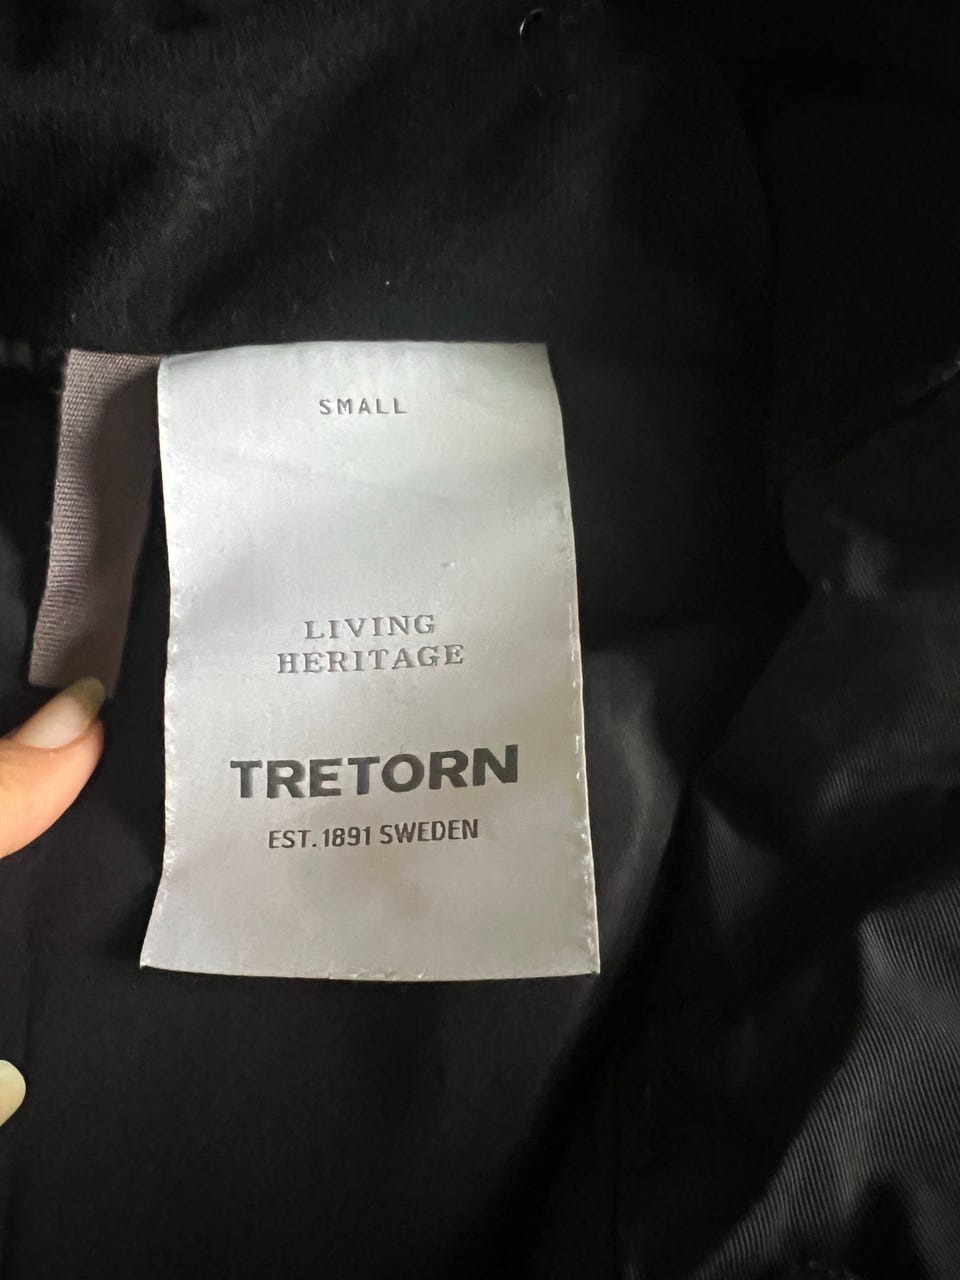 SMALL
LIVING
HERITAGE
TRETORN
EST. 1891 SWEDEN